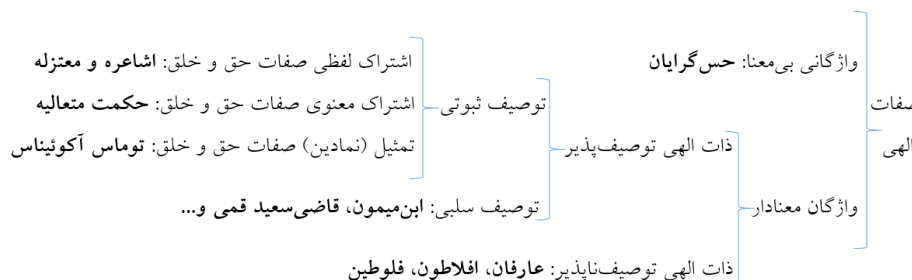 صفات
الهی
واژگانی بی‌معنا: حس‌گرایان
واژگان معنادار
ذات الهی توصیف‌پذیر
توصیف ثبوتی
اشتراک لفظی صفات حق و خلق: اشاعره و معتزله
اشتراک معنوی صفات حق و خلق: حکمت متعالیه
تمثیل (نمادین) صفات حق و خلق: توماس آکوئیناس
توصیف سلبی: ابن‌میمون، قاضی‌سعید قمی و...
ذات الهی توصیف‌ناپذیر: عارفان، افلاطون، فلوطین